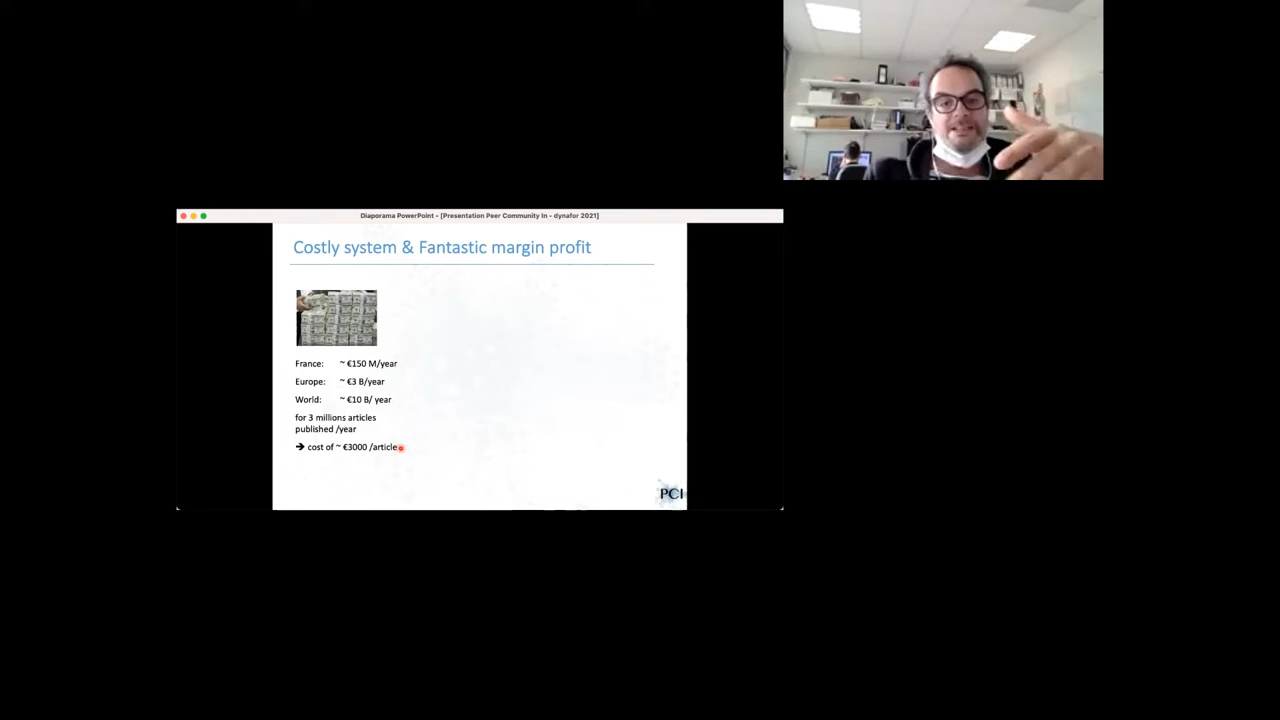 Diaporama PowerPoint - [Presentation Peer Community In - dynafor 2021]
Costly system & Fantastic margin profit
France: ~ €150 M/year
Europe: ~ €3 B/year
World: ~ €10 B/ year
for 3 millions articles
published /year
➔ cost of ~ €3000 /article
PCI